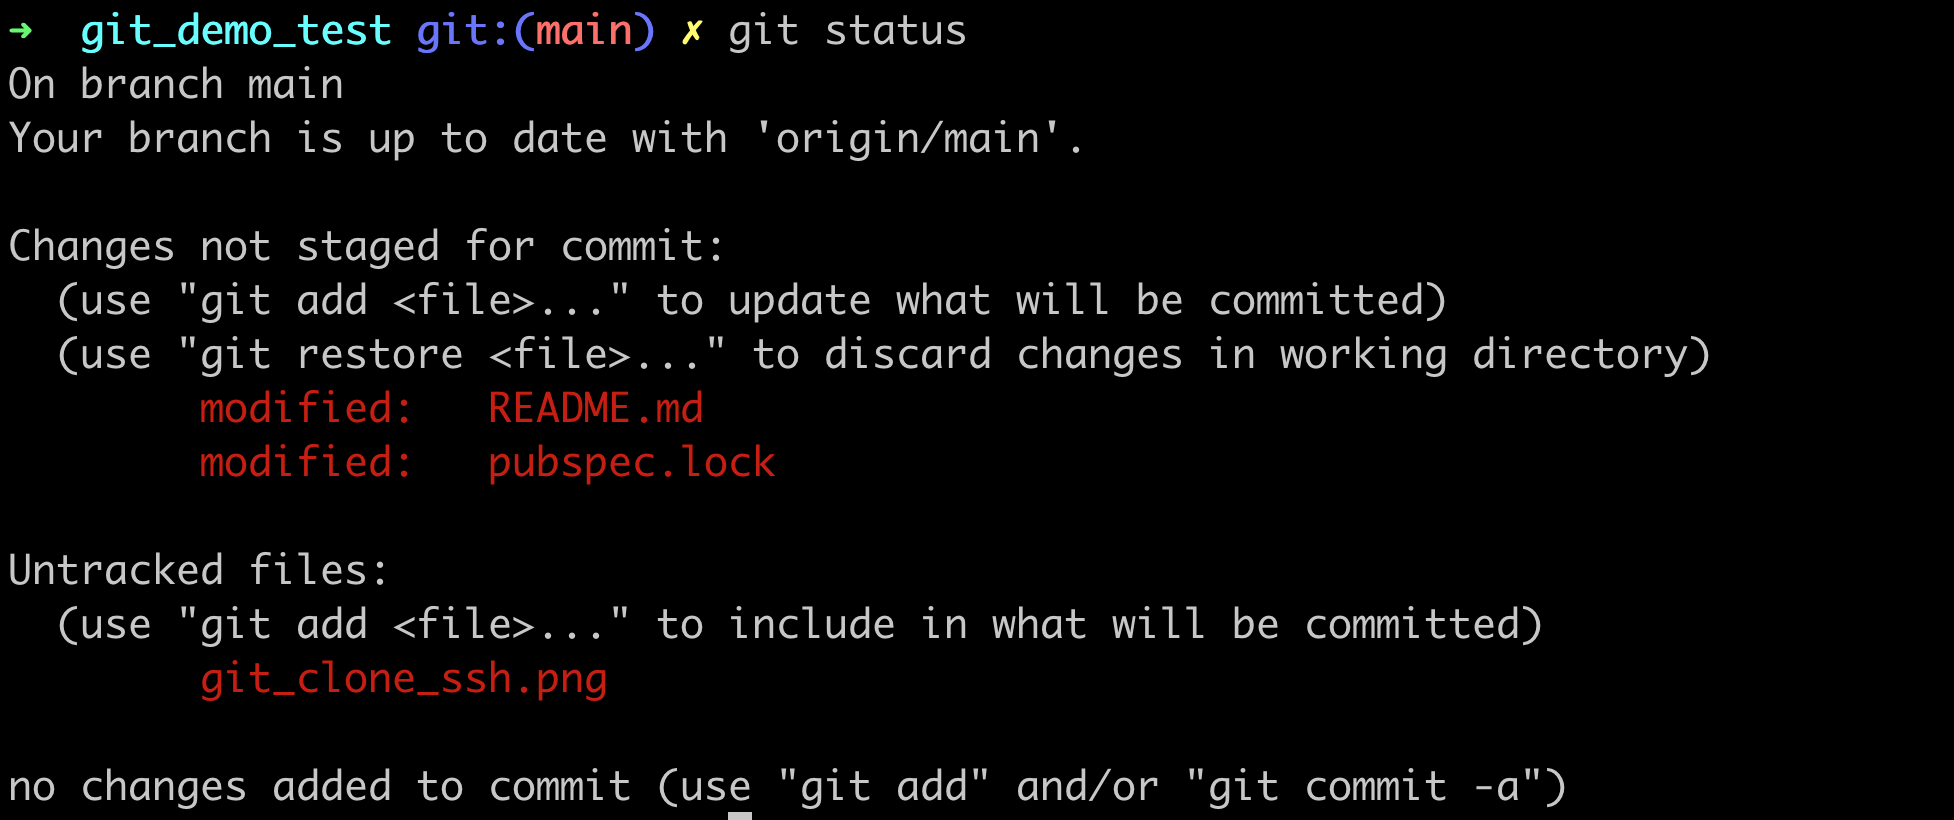 ➜  git_demo_test git:(main) ✗ git status
On branch main
Your branch is up to date with 'origin/main'.

Changes not staged for commit:
  (use "git add <file>..." to update what will be committed)
  (use "git restore <file>..." to discard changes in working directory)
        modified:   README.md
        modified:   pubspec.lock

Untracked files:
  (use "git add <file>..." to include in what will be committed)
        git_clone_ssh.png

no changes added to commit (use "git add" and/or "git commit -a")